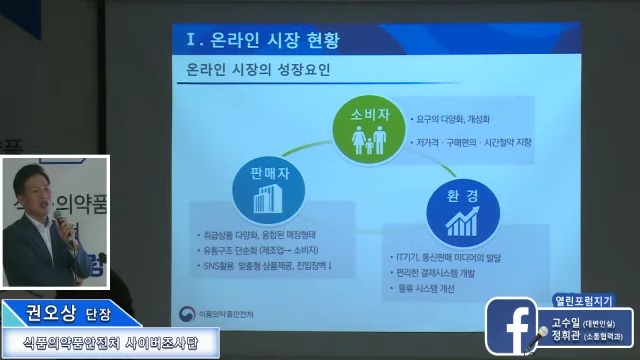 Ⅰ. 온라인 시장 현황
온라인 시장의 성장요인
소비자
• 요구의 다양화, 개성화
• 저가격 · 구매편의 · 시간절약 지향
판매자
• 취급상품 다양화, 융합된 매장형태
• 유통구조 단순화 (제조업→ 소비자)
• SNS활용 맞춤형 상품제공, 진입장벽↓
환 경
• IT기기, 통신판매 미디어의 발달
• 편리한 결제시스템 개발
• 물류 시스템 개선
식품의약품안전처
의약품
권오상 단장
식품의약품안전처 사이버조사단
열린포럼지기
고수일 (대변인실)
정휘관 (소통협력과)